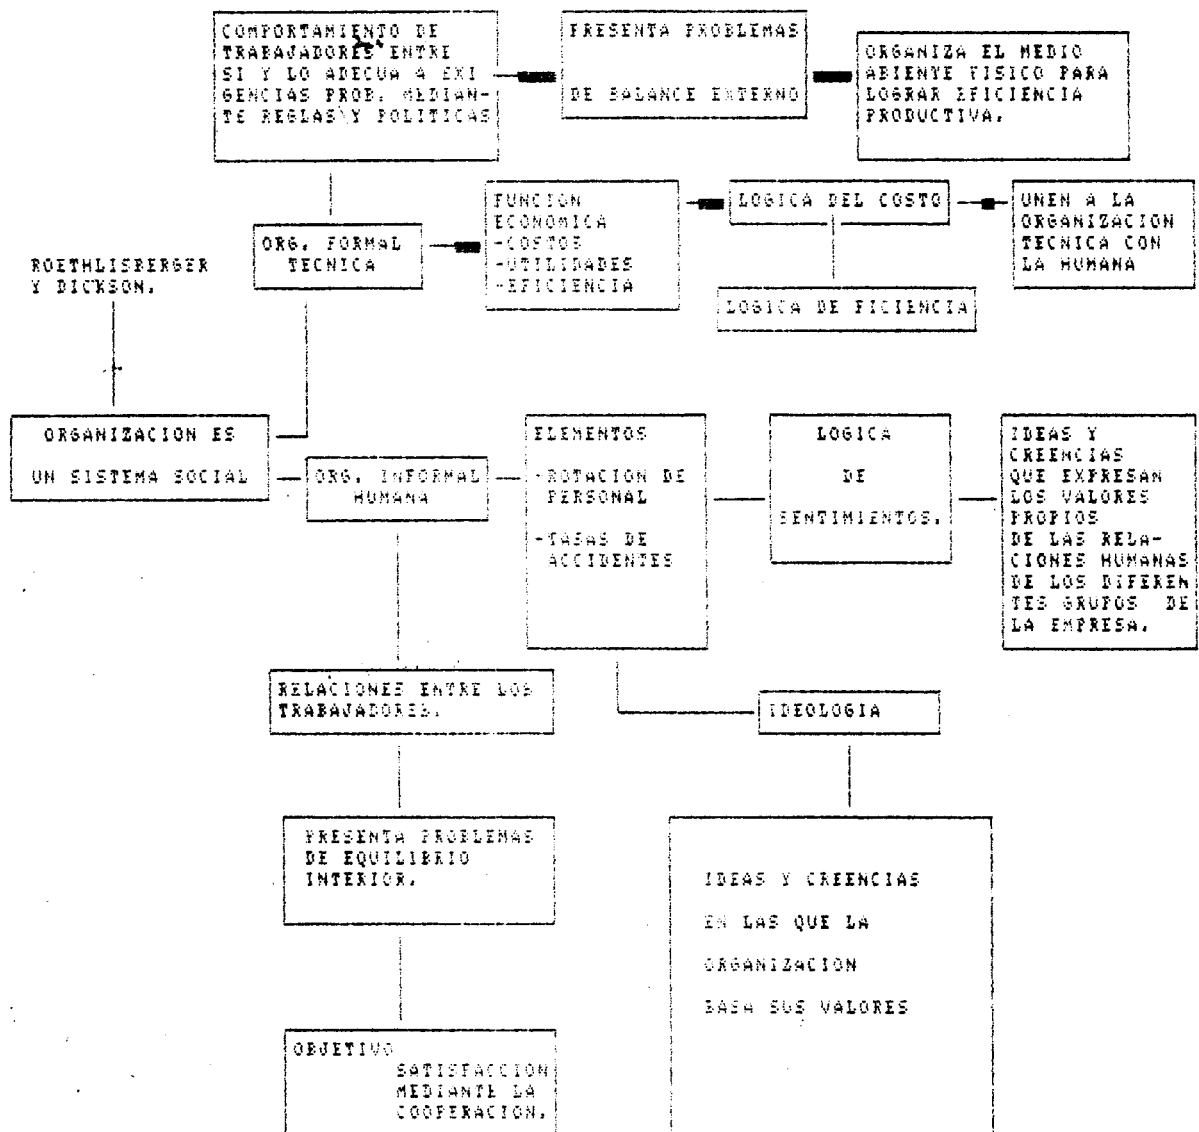 COMPORTAMIENTO DE
TRABAJADORES ENTRE
SI Y LO ADECUA A EXI
GENCIAS PROB. MEDIAN-
TE REGLAS Y POLITICAS
PRESENTA PROBLEMAS
DE BALANCE EXTERNO
ORGANIZA EL MEDIO
ABIENTE FISICO PARA
LOGRAR EFICIENCIA
PRODUCTIVA.
ROETHLISBERGER
Y DICKSON.
ORG. FORMAL
TECNICA
FUNCION
ECONOMICA
-COSTOS
-UTILIDADES
-EFICIENCIA
LOGICA DEL COSTO
LOGICA DE FICIENCIA
UNEN A LA
ORGANIZACION
TECNICA CON
LA HUMANA
ORGANIZACION ES
UN SISTEMA SOCIAL
ORG. INFORMAL
HUMANA
ELEMENTOS
-ROTACION DE
PERSONAL
-TASAS DE
ACCIDENTES
LOGICA
DE
SENTIMIENTOS.
IDEAS Y
CREENCIAS
QUE EXPRESAN
LOS VALORES
PROPIOS
DE LAS RELA-
CIONES HUMANAS
DE LOS DIFEREN
TES GRUPOS DE
LA EMPRESA.
RELACIONES ENTRE LOS
TRABAJADORES.
IDEOLOGIA
PRESENTA PROBLEMAS
DE EQUILIBRIO
INTERIOR.
IDEAS Y CREENCIAS
EN LAS QUE LA
ORGANIZACION
BASA SUS VALORES
OBJETIVO
SATISFACCION
MEDIANTE LA
COOPERACION.